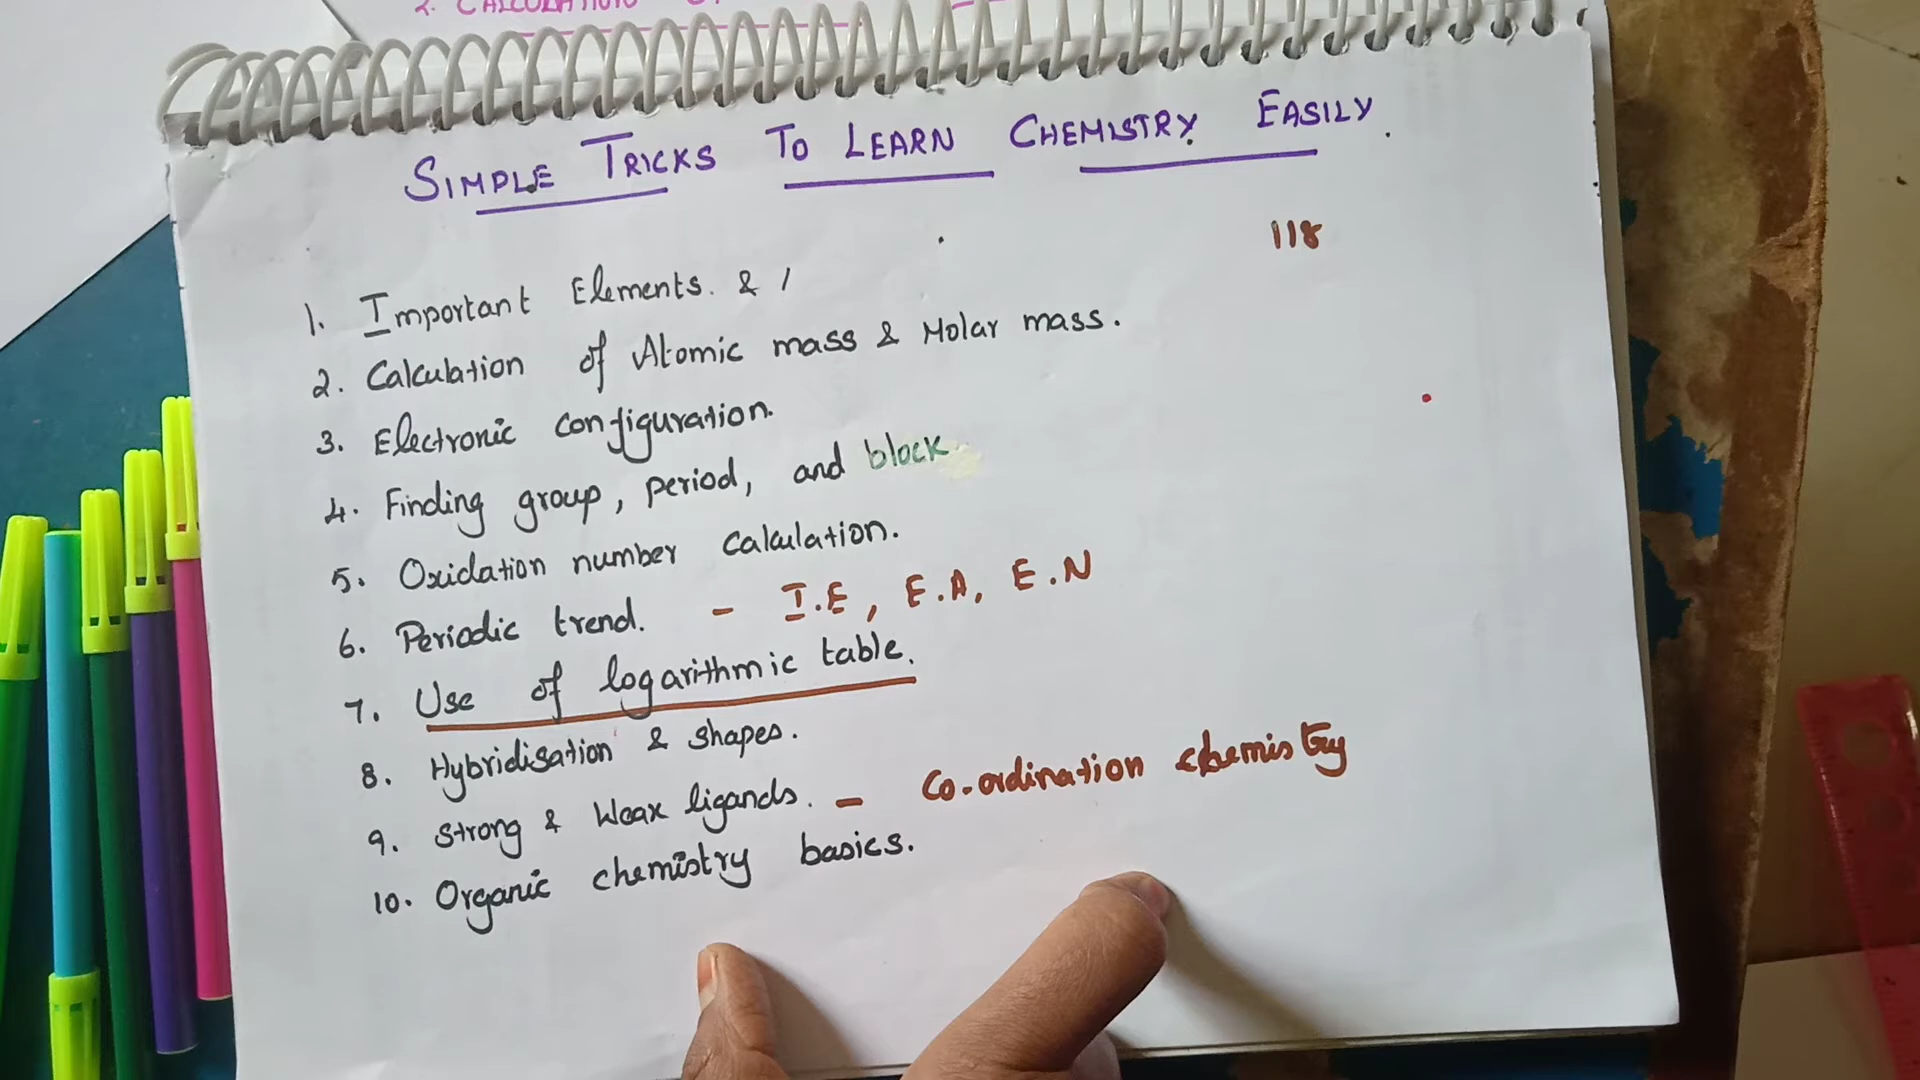 2. CALCULATION
SIMPLE TRICKS TO LEARN CHEMISTRY EASILY.
118
1. Important Elements. & /
2. Calculation of Atomic mass & Molar mass.
3. Electronic configuration.
4. Finding group, period, and block
5. Oxidation number calculation.
6. Periodic trend. - I.E, E.A, E.N
7. Use of logarithmic table.
8. Hybridisation & shapes.
9. Strong & Weak ligands. - Co-ordination chemistry
10. Organic chemistry basics.